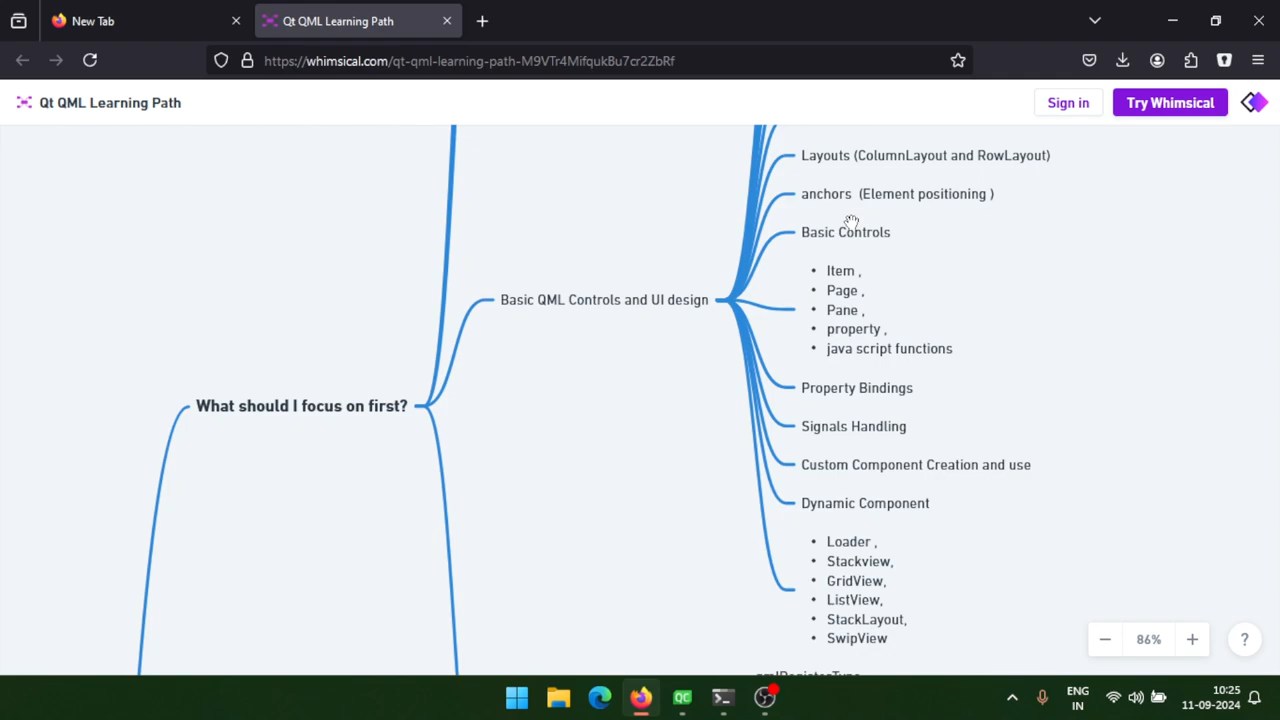 New Tab
Qt QML Learning Path
https://whimsical.com/qt-qml-learning-path-M9VTr4MifqukBu7cr2ZbRf
Qt QML Learning Path
Sign in
Try Whimsical
Layouts (ColumnLayout and RowLayout)
anchors (Element positioning )
Basic Controls
• Item ,
• Page ,
• Pane ,
• property ,
• java script functions
Basic QML Controls and UI design
Property Bindings
What should I focus on first?
Signals Handling
Custom Component Creation and use
Dynamic Component
• Loader ,
• Stackview,
• GridView,
• ListView,
• StackLayout,
• SwipView
86%
?
qmlRegisterType
QC
ENG
IN
10:25
11-09-2024